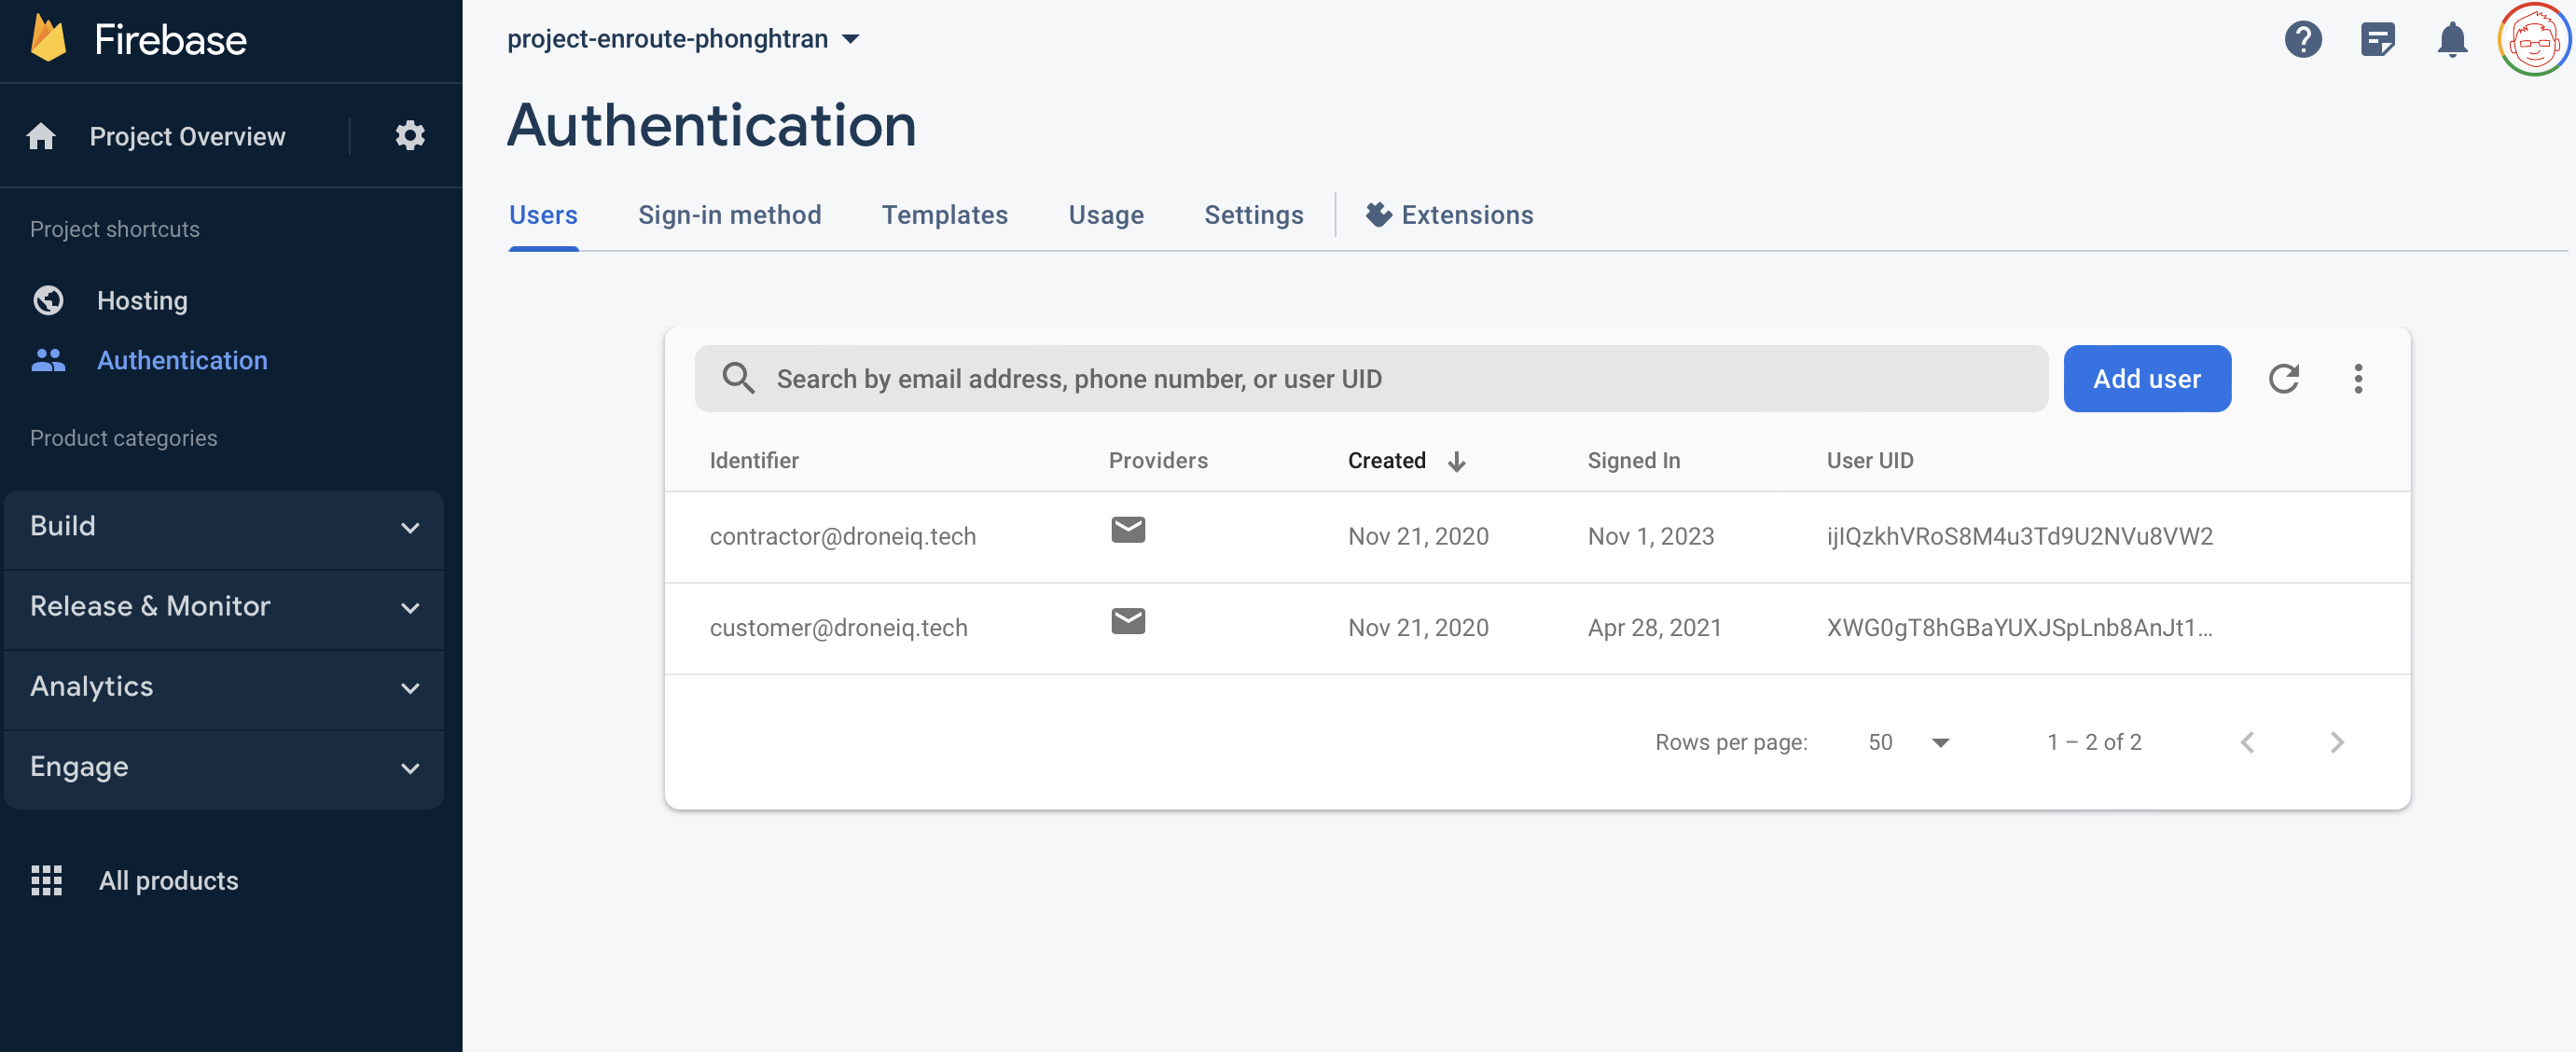 Firebase
Project Overview
Project shortcuts
Hosting
Authentication
Product categories
Build
Release & Monitor
Analytics
Engage
All products
project-enroute-phonghtran
Authentication
Users Sign-in method Templates Usage Settings Extensions
Search by email address, phone number, or user UID Add user
Identifier Providers Created Signed In User UID
contractor@droneiq.tech Nov 21, 2020 Nov 1, 2023 ijIQzkhVRoS8M4u3Td9U2NVu8VW2
customer@droneiq.tech Nov 21, 2020 Apr 28, 2021 XWG0gT8hGBaYUXJSpLnb8AnJt1...
Rows per page: 50 1 – 2 of 2